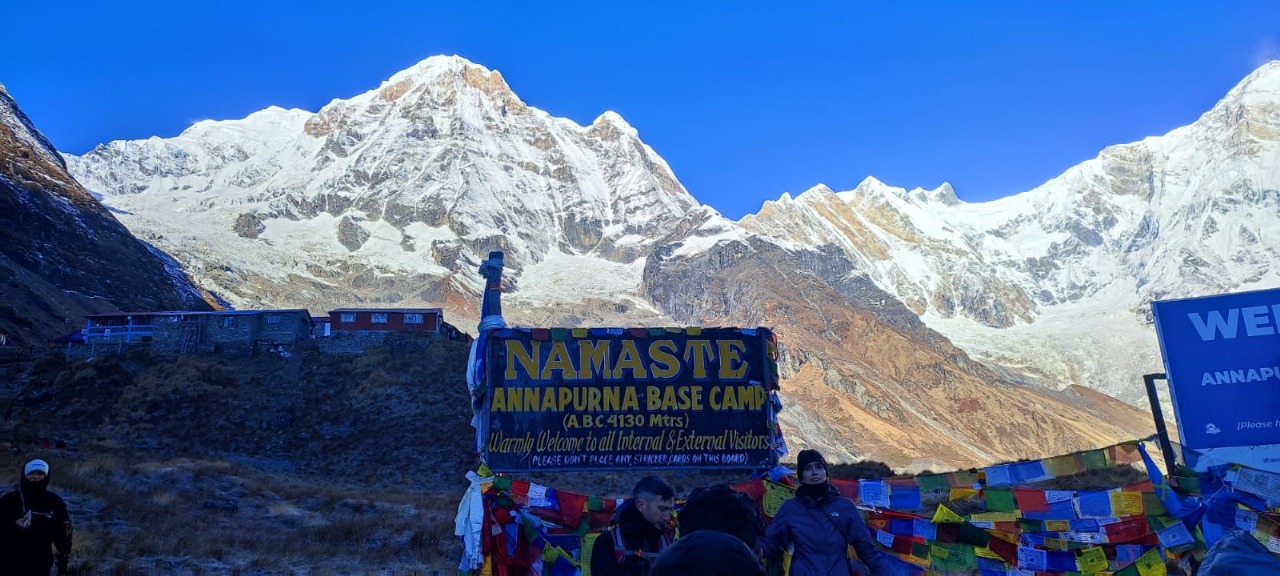 NAMASTE
ANNAPURNA BASE CAMP
(A.B.C. 4130 Mtrs)
Warmly Welcome to all Internal & External Visitors
(PLEASE DON'T PLACE ANY STRICKER, CARDS ON THIS BOARD)
WE
ANNAPU
(Please h